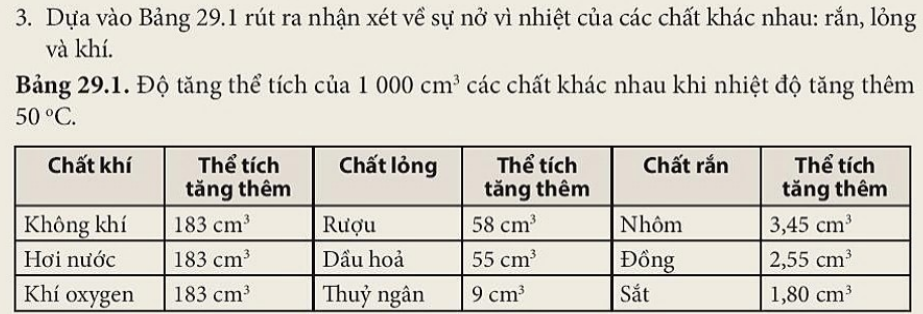 3. Dựa vào Bảng 29.1 rút ra nhận xét về sự nở vì nhiệt của các chất khác nhau: rắn, lỏng
và khí.
Bảng 29.1. Độ tăng thể tích của 1 000 cm³ các chất khác nhau khi nhiệt độ tăng thêm
50 °C.
Chất khí Thể tích tăng thêm Chất lỏng Thể tích tăng thêm Chất rắn Thể tích tăng thêm
Không khí 183 cm³ Rượu 58 cm³ Nhôm 3,45 cm³
Hơi nước 183 cm³ Dầu hoả 55 cm³ Đồng 2,55 cm³
Khí oxygen 183 cm³ Thuỷ ngân 9 cm³ Sắt 1,80 cm³